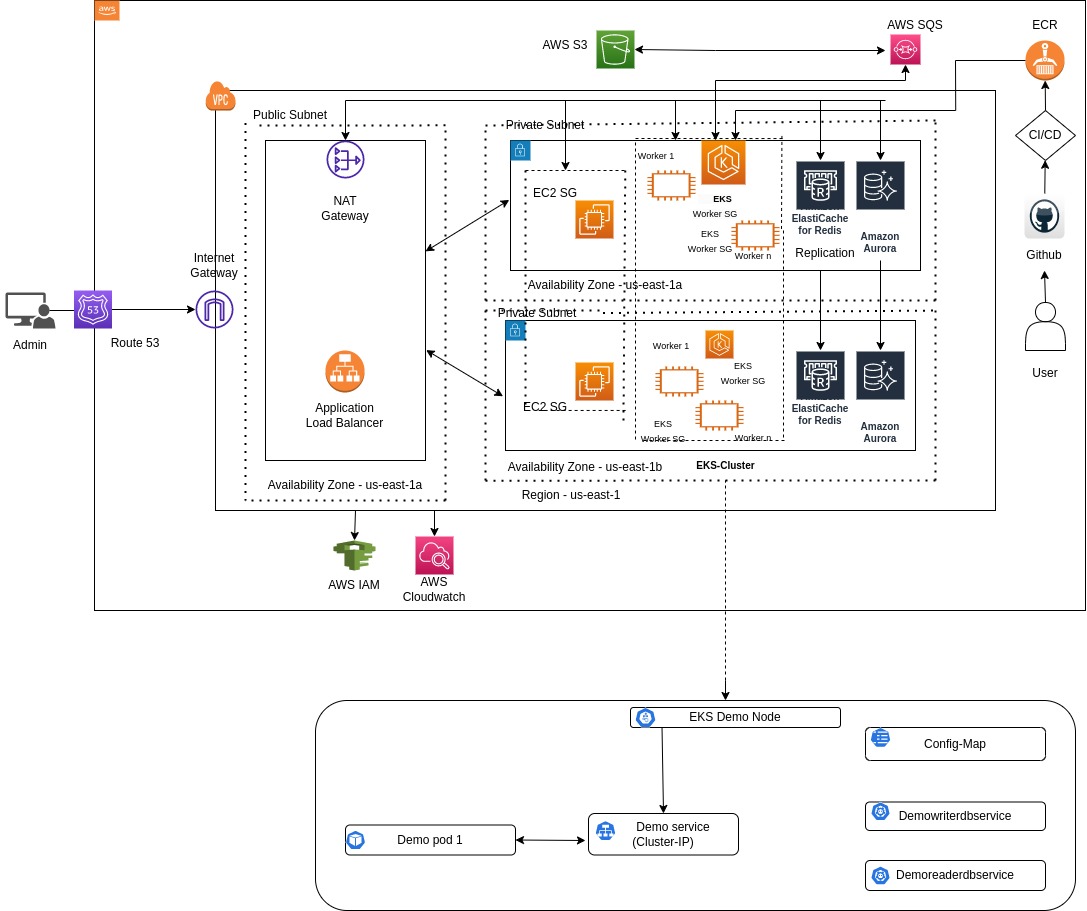 aws
AWS S3
AWS SQS
ECR
VPC
Public Subnet
Private Subnet
CI/CD
Worker 1
EC2 SG
NAT
Gateway
EKS
Worker SG
EKS
Worker SG
Worker n
R
ElastiCache
for Redis
Amazon
Aurora
Replication
Github
Internet
Gateway
Availability Zone - us-east-1a
53
Admin
Route 53
Private Subnet
Worker 1
EKS
Worker SG
EC2 SG
EKS
Worker SG
Worker n
R
ElastiCache
for Redis
Amazon
Aurora
User
Application
Load Balancer
Availability Zone - us-east-1b
EKS-Cluster
Availability Zone - us-east-1a
Region - us-east-1
AWS IAM
AWS
Cloudwatch
EKS Demo Node
Config-Map
Demowriterdbservice
Demo pod 1
Demo service
(Cluster-IP)
Demoreaderdbservice